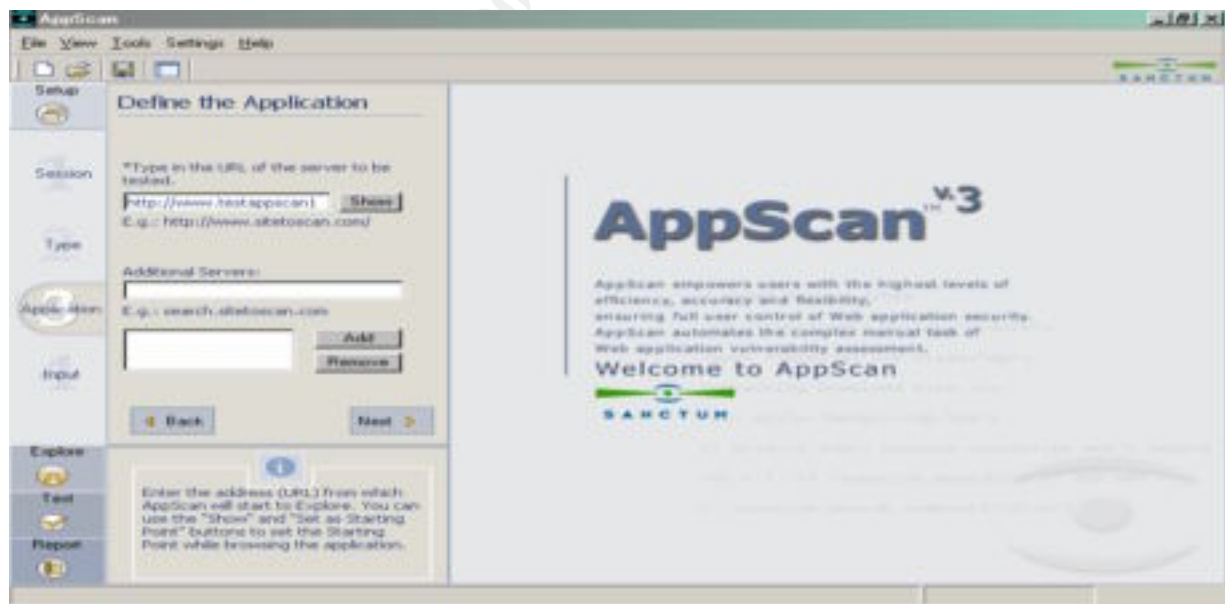 AppScan
File View Tools Settings Help
SANCTUM
Setup
Session
Type
Application
Input
Explore
Test
Report
Define the Application
*Type in the URL of the server to be
tested.
http://www.testappscan1
Show
E.g.: http://www.sitetoscan.com/
Additional Servers:
E.g.: search.sitetoscan.com
Add
Remove
Back
Next
Enter the address (URL) from which
AppScan will start to Explore. You can
use the "Show" and "Set as Starting
Point" buttons to set the Starting
Point while browsing the application.
AppScan™ v.3
AppScan empowers users with the highest levels of
efficiency, accuracy and flexibility,
ensuring full user control of Web application security.
AppScan automates the complex manual task of
Web application vulnerability assessment.
Welcome to AppScan
SANCTUM